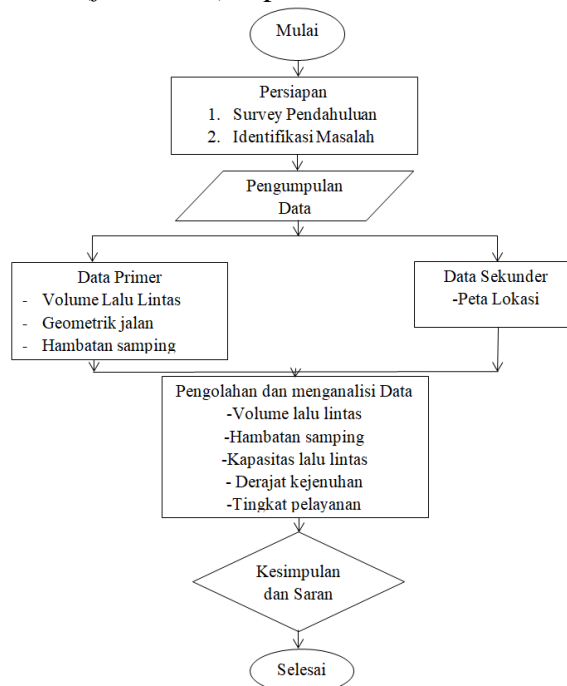 Mulai
Persiapan
1. Survey Pendahuluan
2. Identifikasi Masalah
Pengumpulan
Data
Data Primer
- Volume Lalu Lintas
- Geometrik jalan
- Hambatan samping
Data Sekunder
-Peta Lokasi
Pengolahan dan menganalisi Data
-Volume lalu lintas
-Hambatan samping
-Kapasitas lalu lintas
- Derajat kejenuhan
-Tingkat pelayanan
Kesimpulan
dan Saran
Selesai